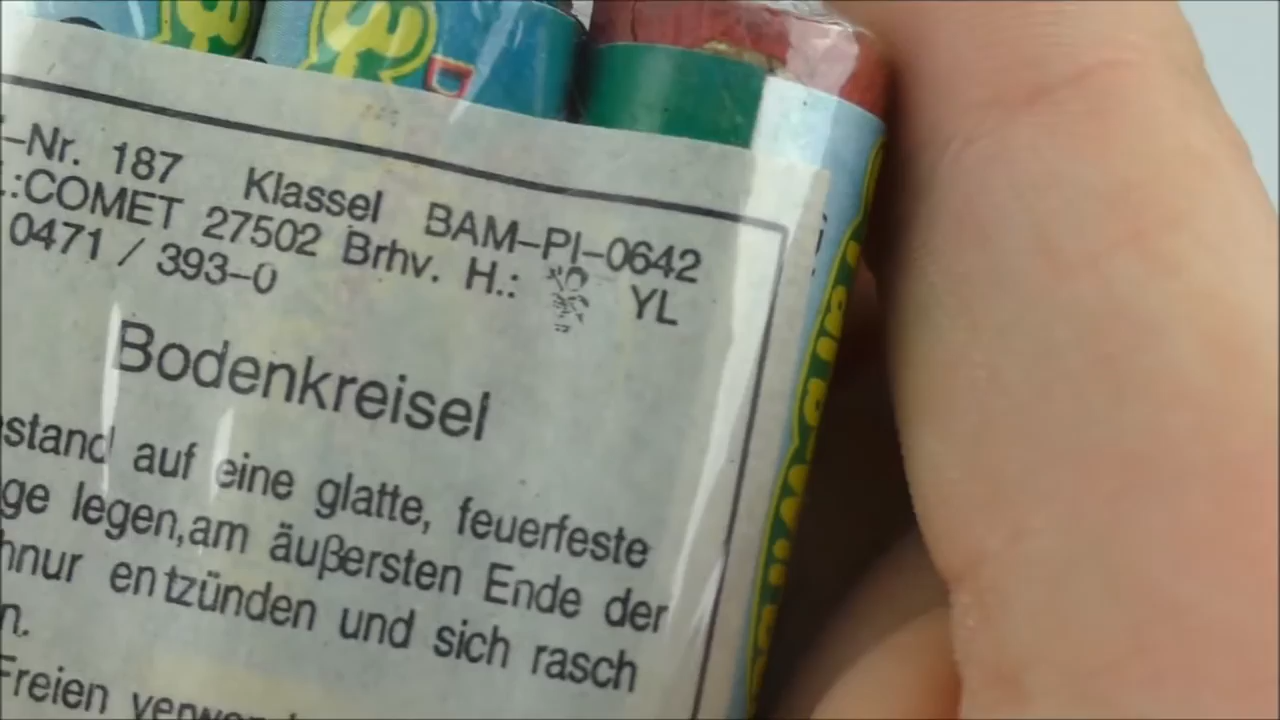 -Nr. 187 Klassel BAM-PI-0642
.:COMET 27502 Brhv. H.: YL
0471 / 393-0
Bodenkreisel
stand auf eine glatte, feuerfeste
ge legen,am äußersten Ende der
hnur entzünden und sich rasch
n.
Freien